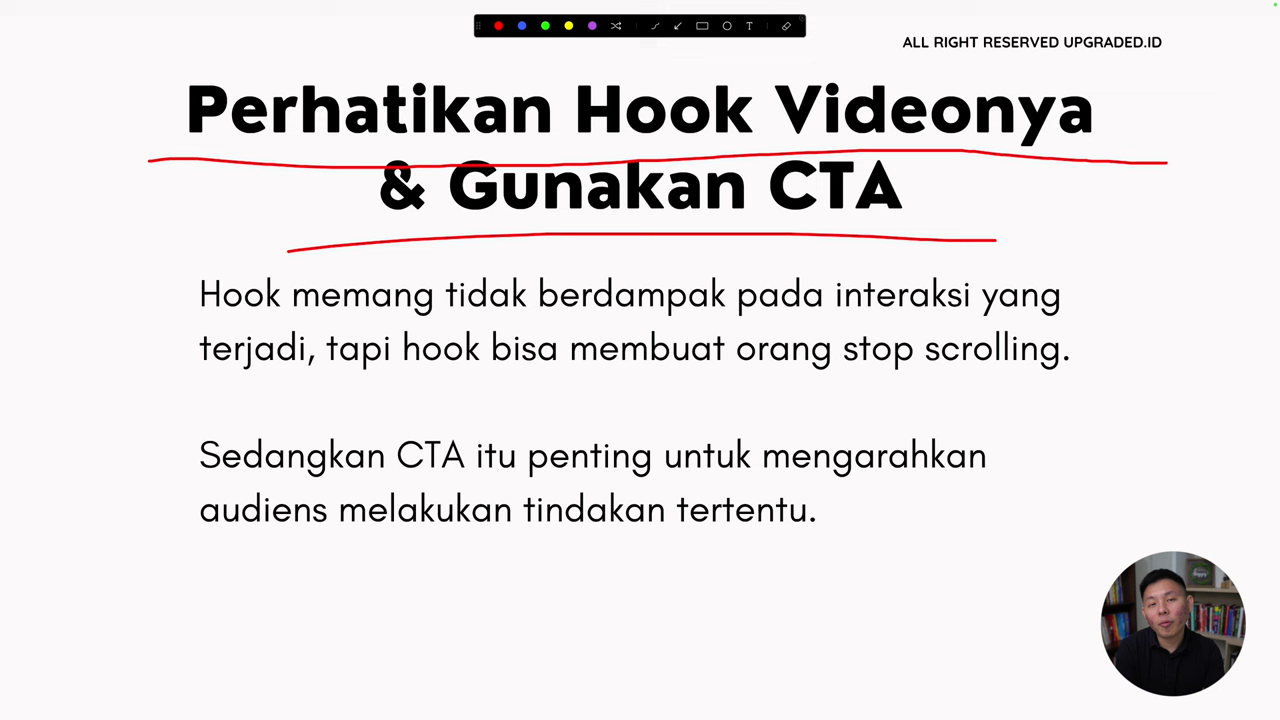 ALL RIGHT RESERVED UPGRADED.ID
Perhatikan Hook Videonya
& Gunakan CTA
Hook memang tidak berdampak pada interaksi yang
terjadi, tapi hook bisa membuat orang stop scrolling.
Sedangkan CTA itu penting untuk mengarahkan
audiens melakukan tindakan tertentu.